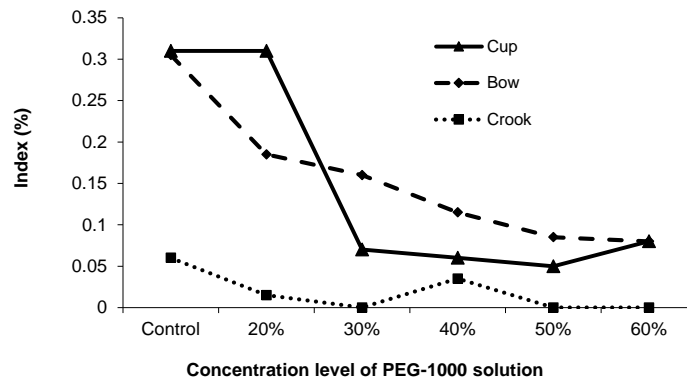 0.35
0.3
0.25
0.2
0.15
0.1
0.05
0
Index (%)
Cup
Bow
Crook
Control 20% 30% 40% 50% 60%
Concentration level of PEG-1000 solution